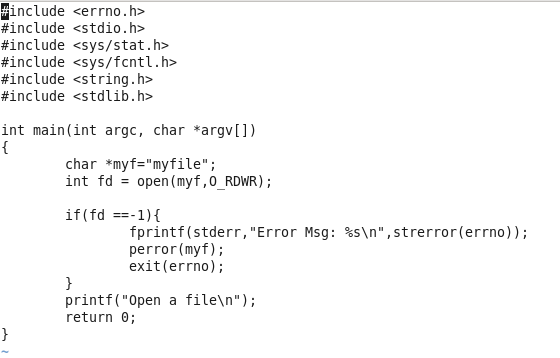 #include <errno.h>
#include <stdio.h>
#include <sys/stat.h>
#include <sys/fcntl.h>
#include <string.h>
#include <stdlib.h>

int main(int argc, char *argv[])
{
        char *myf="myfile";
        int fd = open(myf,O_RDWR);

        if(fd ==-1){
                fprintf(stderr,"Error Msg: %s\n",strerror(errno));
                perror(myf);
                exit(errno);
        }
        printf("Open a file\n");
        return 0;
}
~